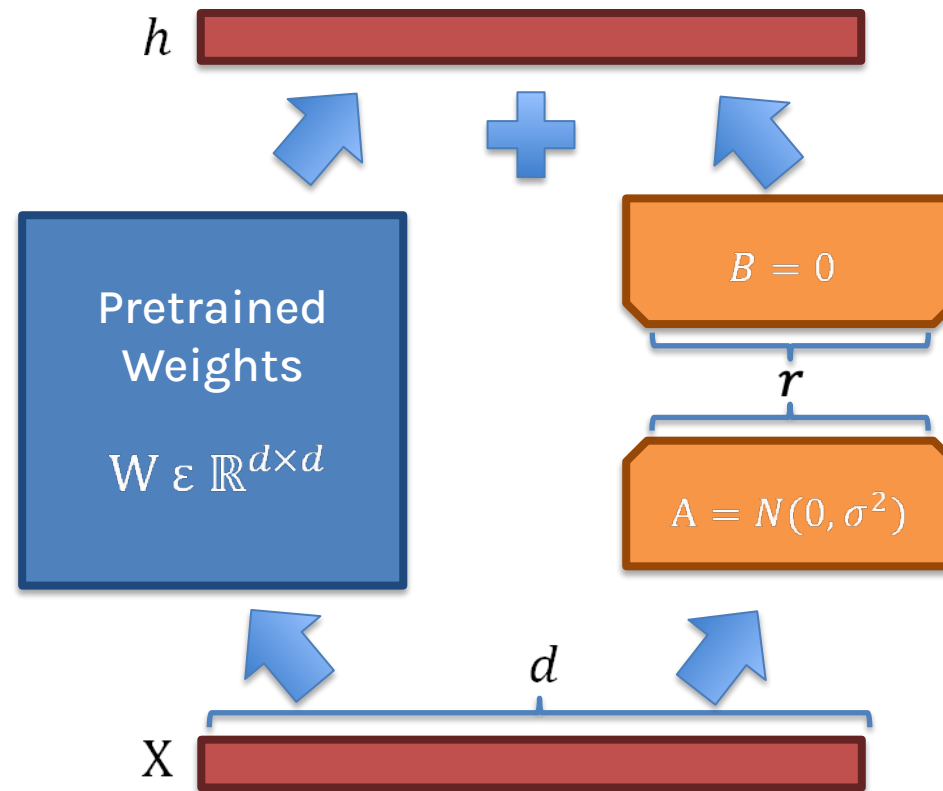 h
Pretrained
Weights
W ε ℝ^{d×d}
B = 0
r
A = N(0, σ²)
d
X